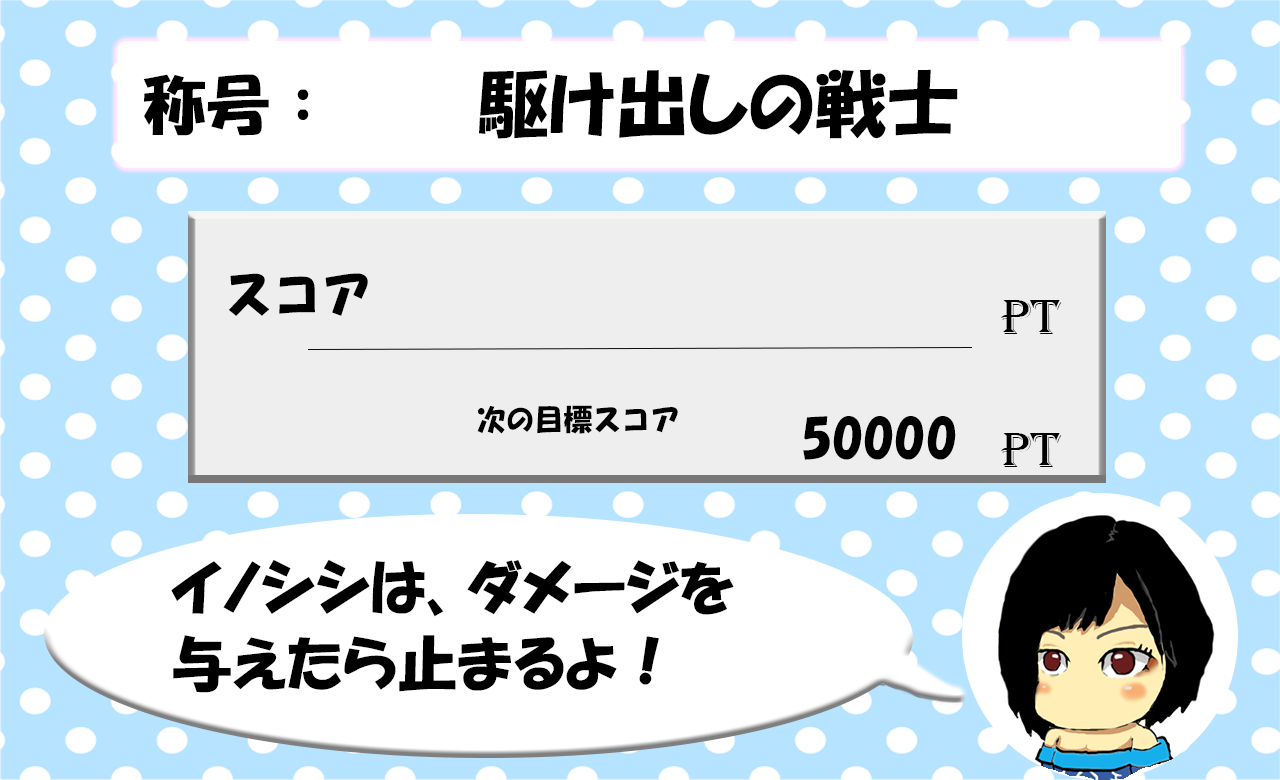 称号： 駆け出しの戦士
スコア
PT
次の目標スコア 50000 PT
イノシシは、ダメージを
与えたら止まるよ！